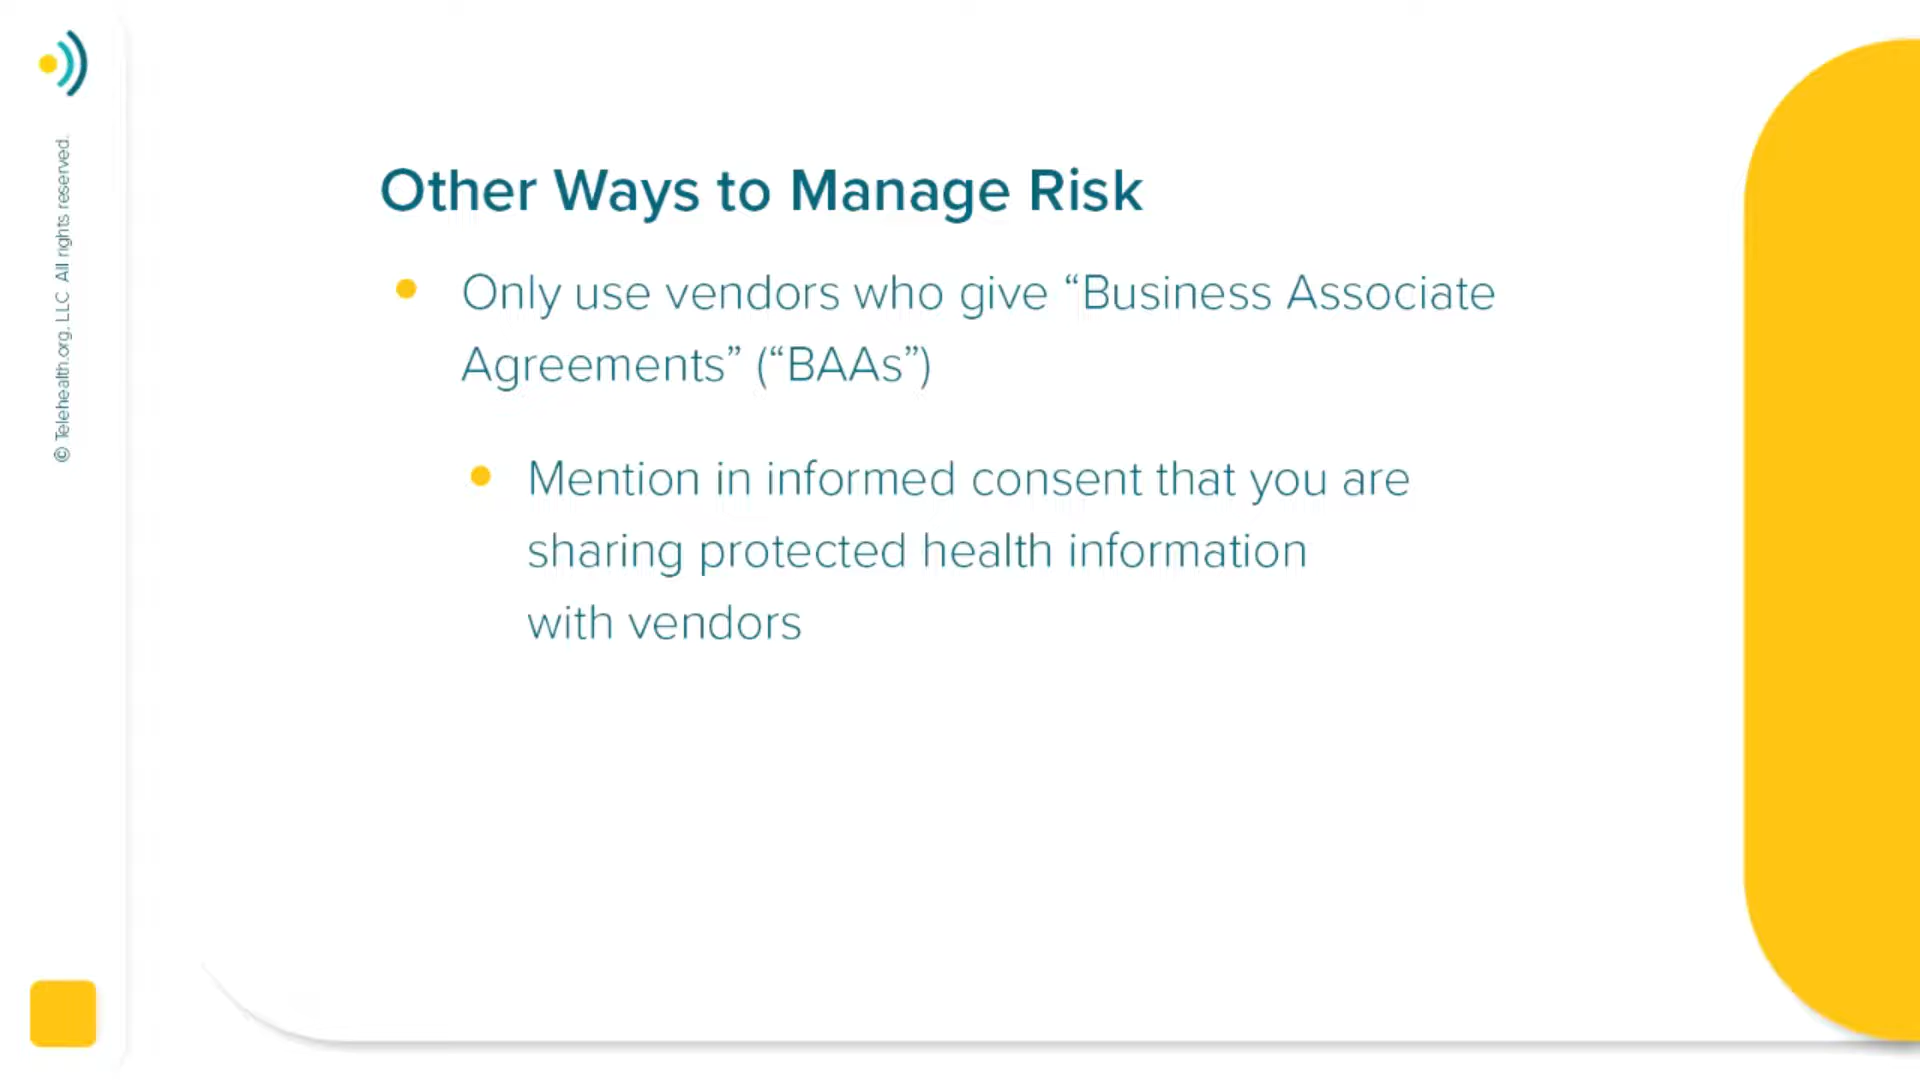 © Telehealth.org, LLC All rights reserved.
Other Ways to Manage Risk
Only use vendors who give “Business Associate
Agreements” (“BAAs”)
Mention in informed consent that you are
sharing protected health information
with vendors